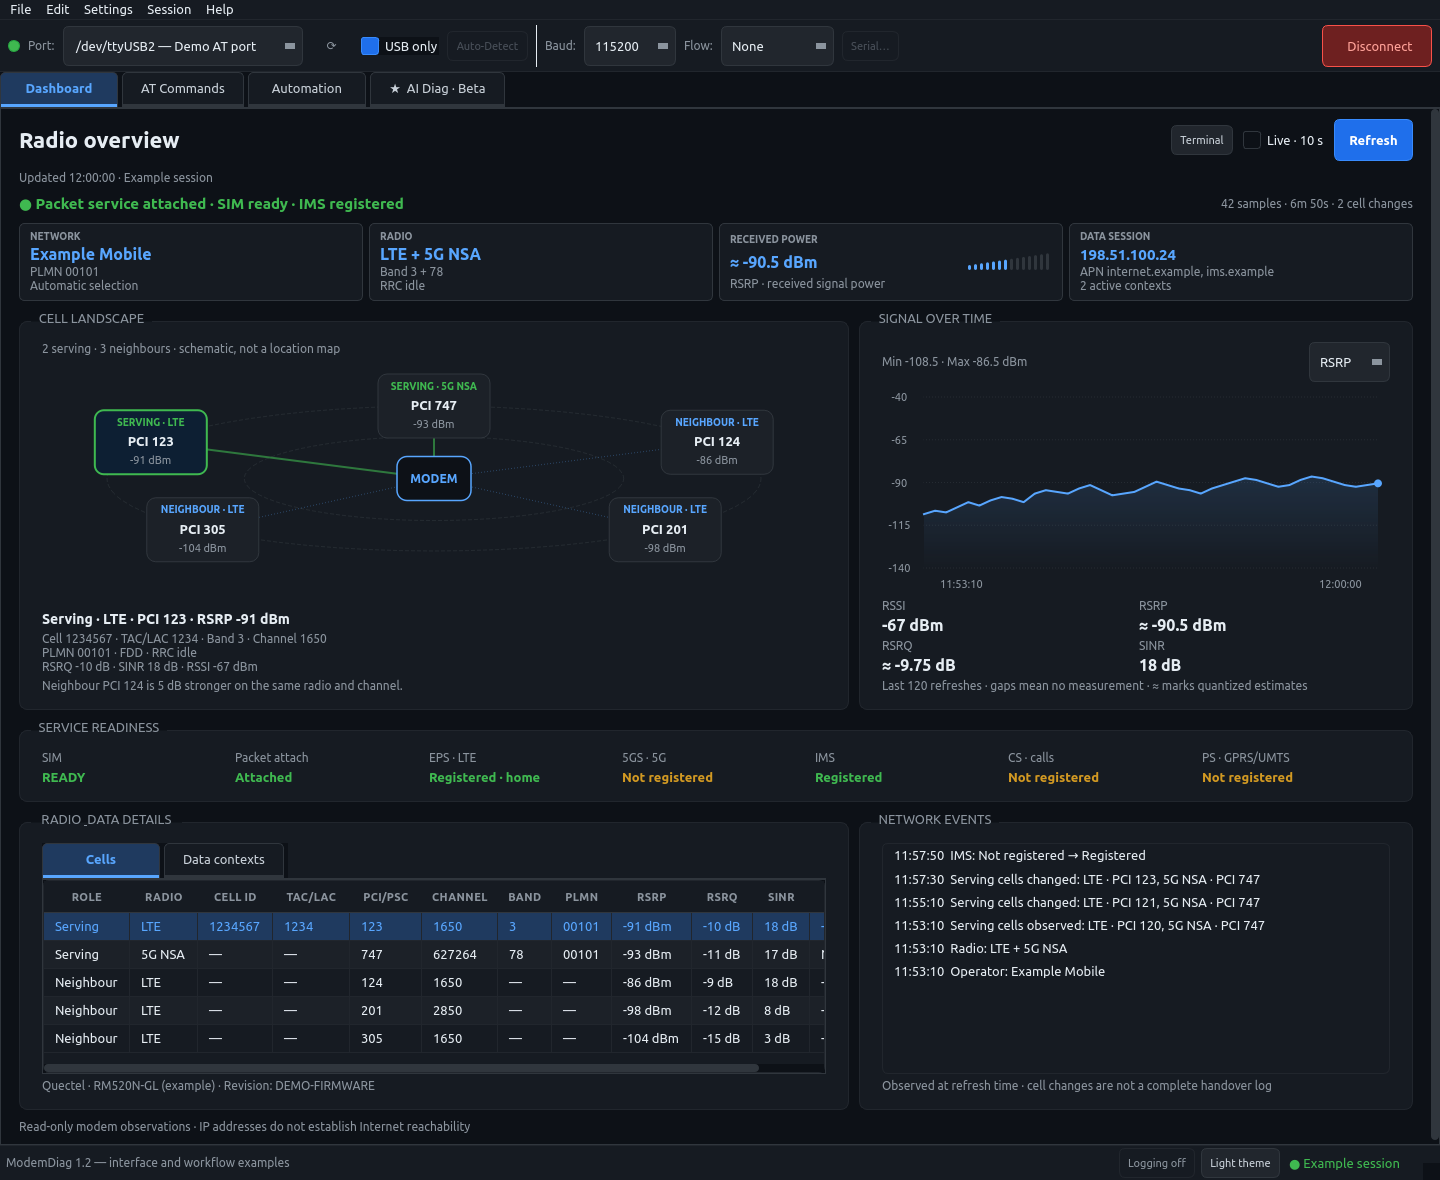 File Edit Settings Session Help
Port: /dev/ttyUSB2 — Demo AT port ⟳ USB only Auto-Detect Baud: 115200 Flow: None Serial... Disconnect
Dashboard AT Commands Automation ★ AI Diag · Beta
Radio overview Terminal Live · 10 s Refresh
Updated 12:00:00 · Example session
Packet service attached · SIM ready · IMS registered 42 samples · 6m 50s · 2 cell changes
NETWORK
Example Mobile
PLMN 00101
Automatic selection
RADIO
LTE + 5G NSA
Band 3 + 78
RRC idle
RECEIVED POWER
≈ -90.5 dBm
RSRP · received signal power
DATA SESSION
198.51.100.24
APN internet.example, ims.example
2 active contexts
CELL LANDSCAPE
2 serving · 3 neighbours · schematic, not a location map
SERVING · 5G NSA
PCI 747
-93 dBm
SERVING · LTE
PCI 123
-91 dBm
NEIGHBOUR · LTE
PCI 124
-86 dBm
MODEM
NEIGHBOUR · LTE
PCI 305
-104 dBm
NEIGHBOUR · LTE
PCI 201
-98 dBm
Serving · LTE · PCI 123 · RSRP -91 dBm
Cell 1234567 · TAC/LAC 1234 · Band 3 · Channel 1650
PLMN 00101 · FDD · RRC idle
RSRQ -10 dB · SINR 18 dB · RSSI -67 dBm
Neighbour PCI 124 is 5 dB stronger on the same radio and channel.
SIGNAL OVER TIME
Min -108.5 · Max -86.5 dBm RSRP
-40
-65
-90
-115
-140
11:53:10 12:00:00
RSSI RSRP
-67 dBm ≈ -90.5 dBm
RSRQ SINR
≈ -9.75 dB 18 dB
Last 120 refreshes · gaps mean no measurement · ≈ marks quantized estimates
SERVICE READINESS
SIM Packet attach EPS · LTE 5GS · 5G IMS CS · calls PS · GPRS/UMTS
READY Attached Registered · home Not registered Registered Not registered Not registered
RADIO _DATA DETAILS
Cells Data contexts
ROLE RADIO CELL ID TAC/LAC PCI/PSC CHANNEL BAND PLMN RSRP RSRQ SINR
Serving LTE 1234567 1234 123 1650 3 00101 -91 dBm -10 dB 18 dB
Serving 5G NSA — — 747 627264 78 00101 -93 dBm -11 dB 17 dB
Neighbour LTE — — 124 1650 — — -86 dBm -9 dB 18 dB
Neighbour LTE — — 201 2850 — — -98 dBm -12 dB 8 dB
Neighbour LTE — — 305 1650 — — -104 dBm -15 dB 3 dB
Quectel · RM520N-GL (example) · Revision: DEMO-FIRMWARE
NETWORK EVENTS
11:57:50 IMS: Not registered → Registered
11:57:30 Serving cells changed: LTE · PCI 123, 5G NSA · PCI 747
11:55:10 Serving cells changed: LTE · PCI 121, 5G NSA · PCI 747
11:53:10 Serving cells observed: LTE · PCI 120, 5G NSA · PCI 747
11:53:10 Radio: LTE + 5G NSA
11:53:10 Operator: Example Mobile
Observed at refresh time · cell changes are not a complete handover log
Read-only modem observations · IP addresses do not establish Internet reachability
ModemDiag 1.2 — interface and workflow examples Logging off Light theme Example session